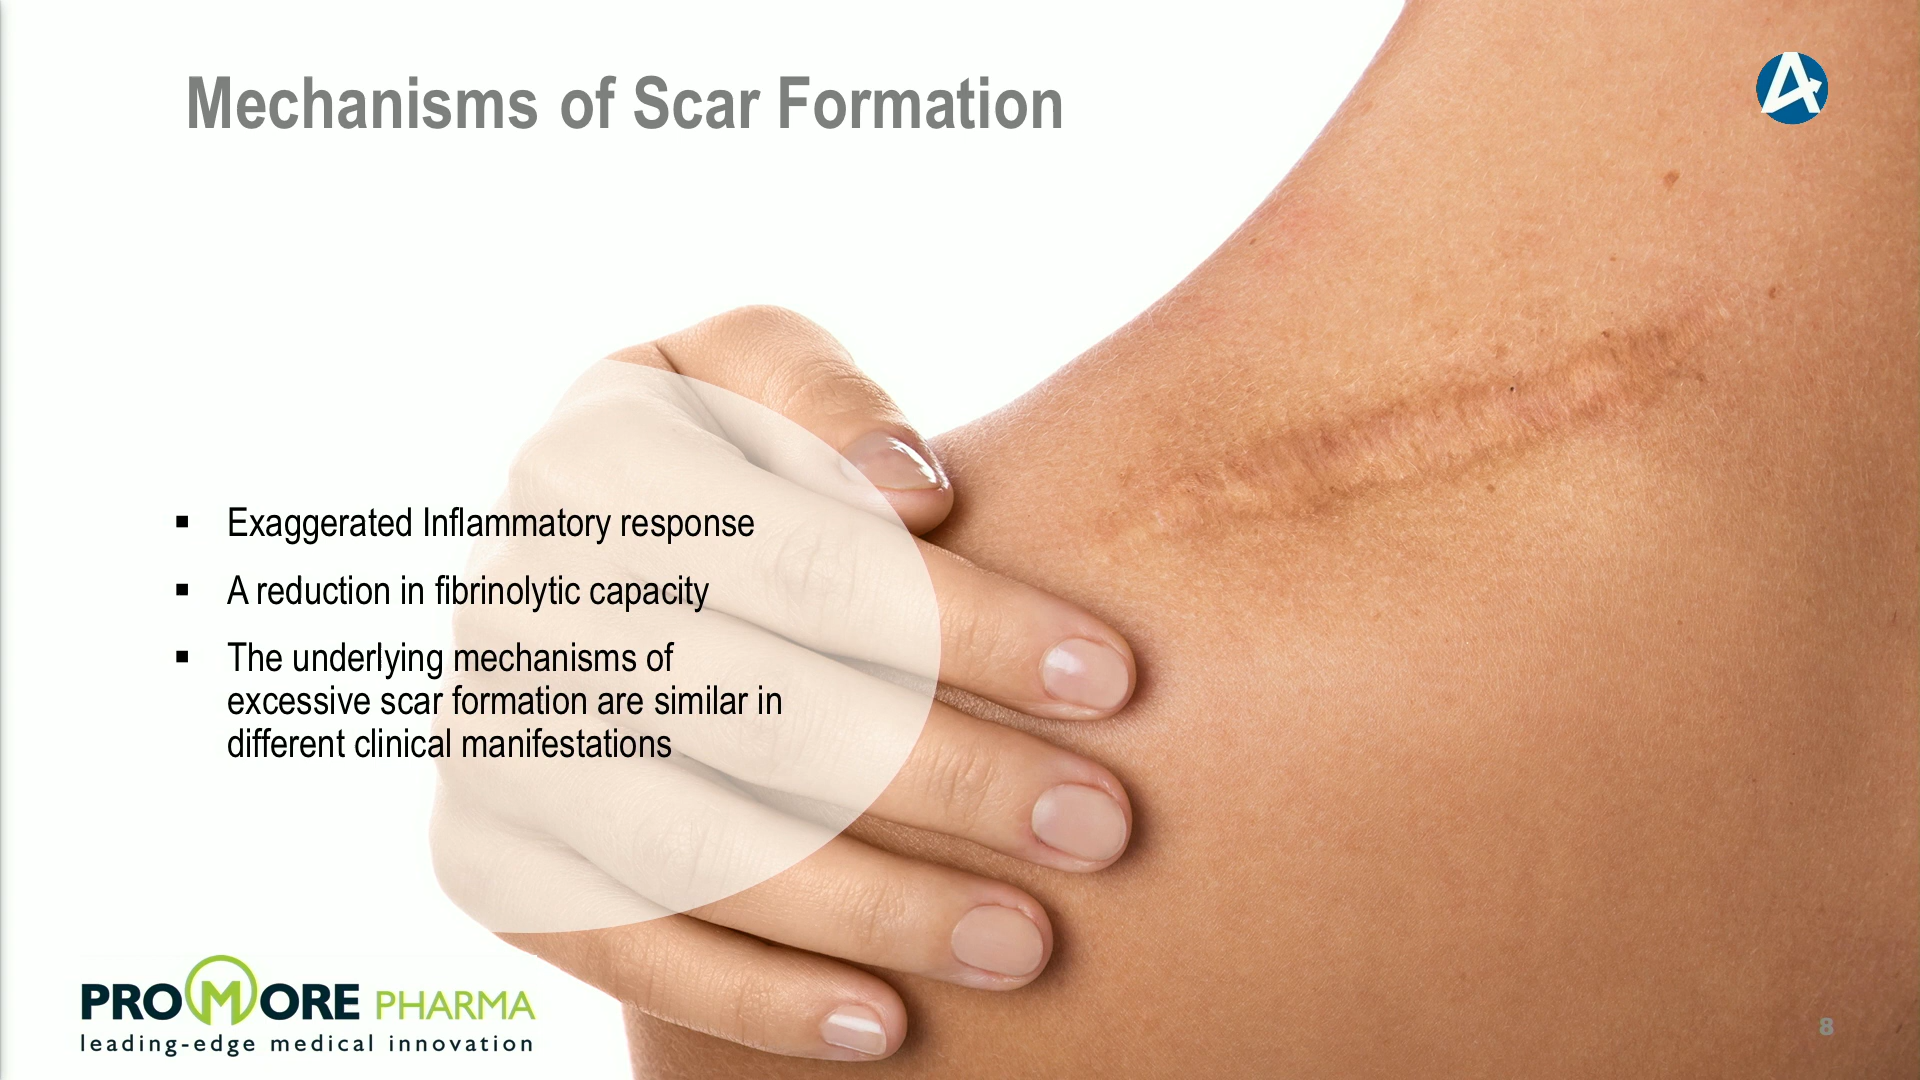 Mechanisms of Scar Formation
▪ Exaggerated Inflammatory response
▪ A reduction in fibrinolytic capacity
▪ The underlying mechanisms of
excessive scar formation are similar in
different clinical manifestations
PROMORE PHARMA
leading-edge medical innovation
8